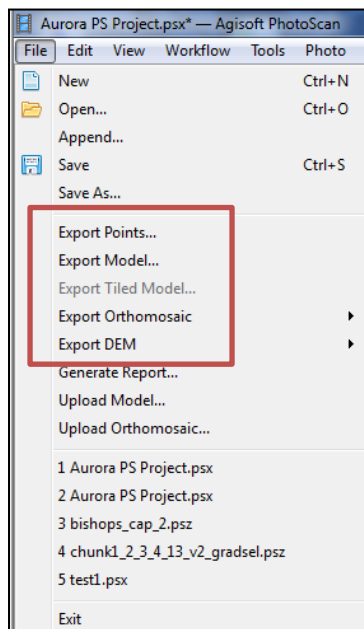 Aurora PS Project.psx* — Agisoft PhotoScan
File Edit View Workflow Tools Photo
New Ctrl+N
Open... Ctrl+O
Append...
Save Ctrl+S
Save As...
Export Points...
Export Model...
Export Tiled Model...
Export Orthomosaic
Export DEM
Generate Report...
Upload Model...
Upload Orthomosaic...
1 Aurora PS Project.psx
2 Aurora PS Project.psx
3 bishops_cap_2.psz
4 chunk1_2_3_4_13_v2_gradsel.psz
5 test1.psx
Exit